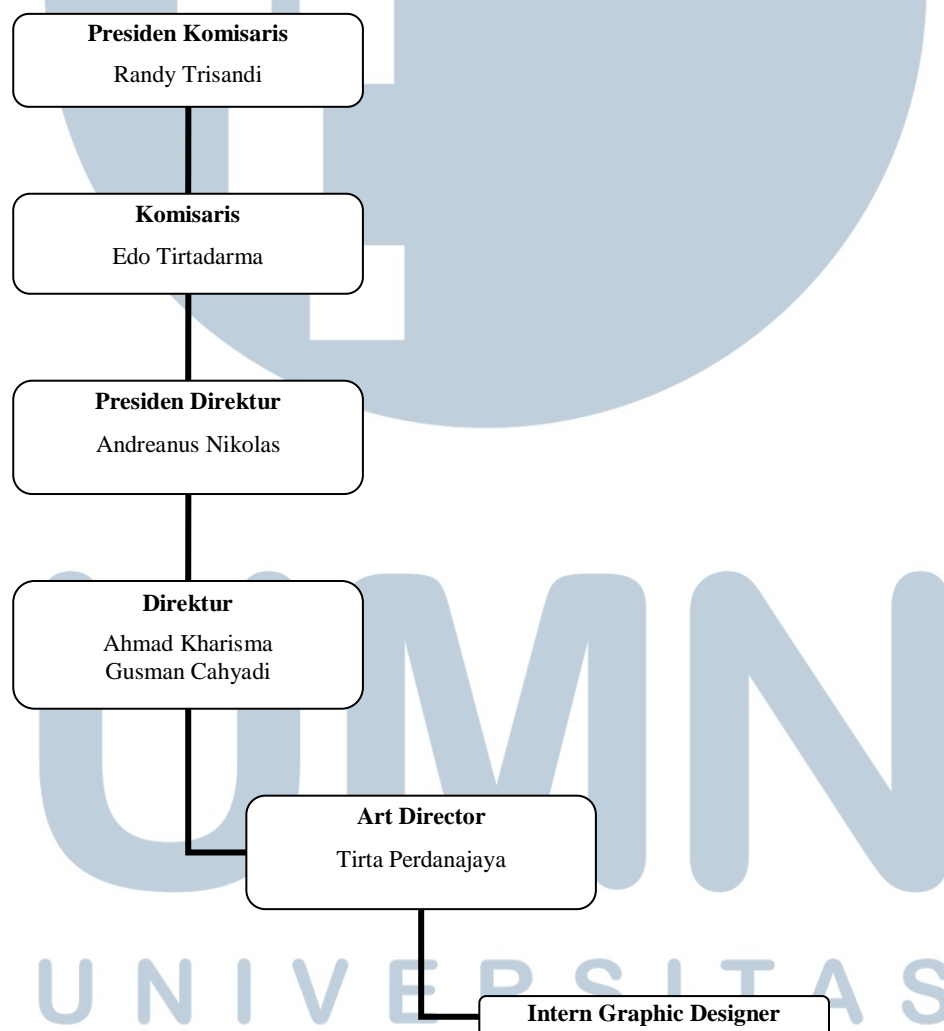 Presiden Komisaris
Randy Trisandi
Komisaris
Edo Tirtadarma
Presiden Direktur
Andreanus Nikolas
Direktur
Ahmad Kharisma
Gusman Cahyadi
UMN
Art Director
Tirta Perdanajaya
UNIVERSITAS
Intern Graphic Designer